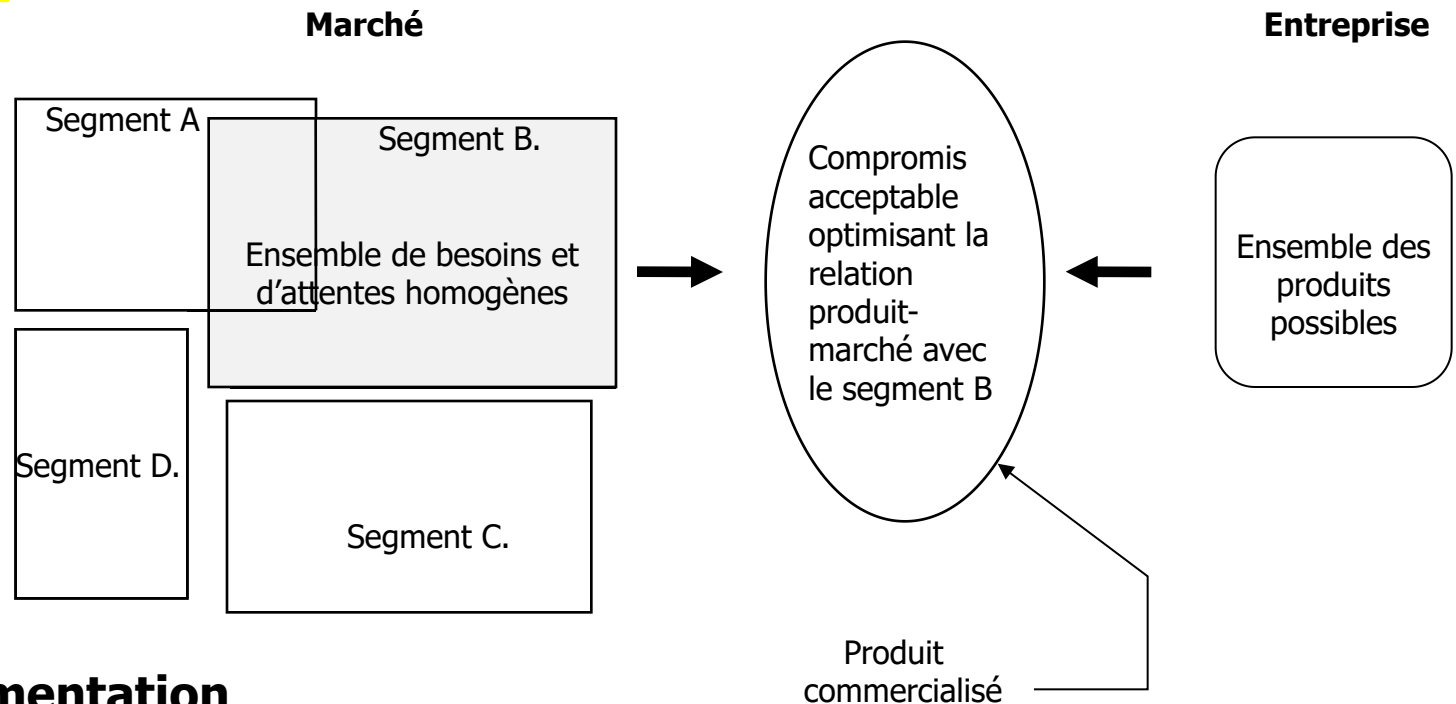 Marché
Entreprise
Segment A
Segment B.
Ensemble de besoins et
d'attentes homogènes
Segment D.
Segment C.
Compromis
acceptable
optimisant la
relation
produit-
marché avec
le segment B
Ensemble des
produits
possibles
Produit
commercialisé
mentation